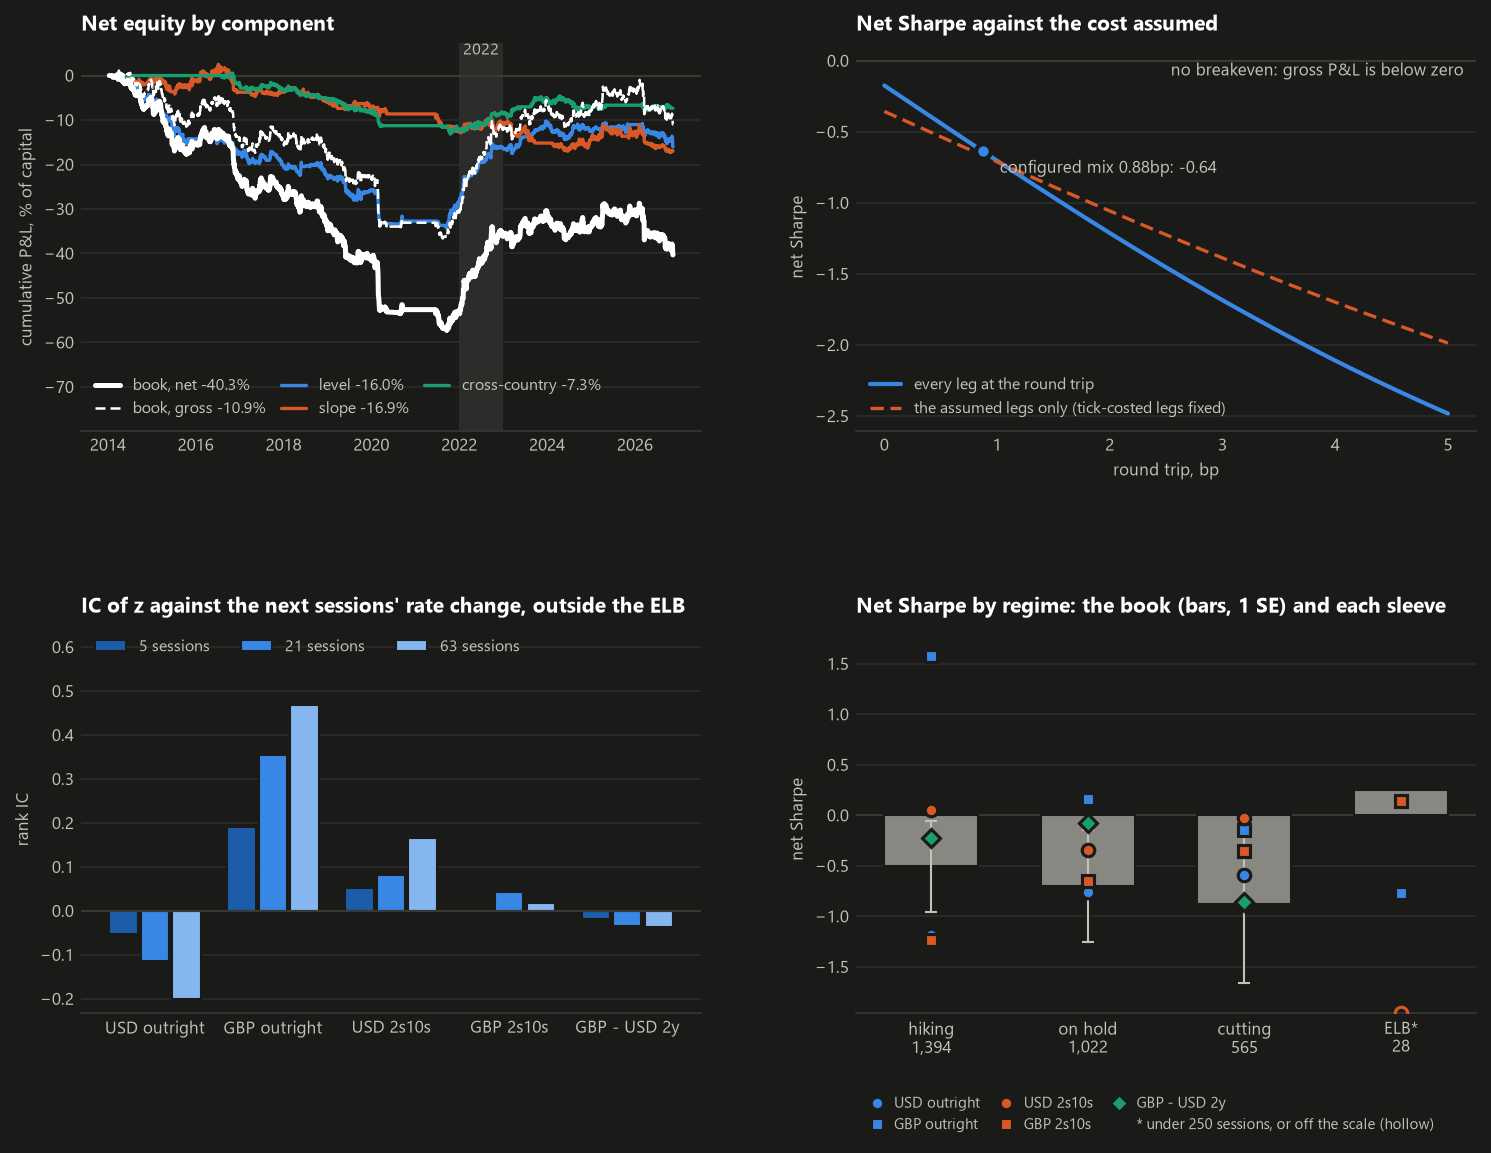 Net equity by component
2022
0
−10
−20
−30
−40
−50
−60
−70
cumulative P&L, % of capital
book, net -40.3%
level -16.0%
cross-country -7.3%
book, gross -10.9%
slope -16.9%
2014
2016
2018
2020
2022
2024
2026
Net Sharpe against the cost assumed
no breakeven: gross P&L is below zero
configured mix 0.88bp: -0.64
0.0
−0.5
−1.0
−1.5
−2.0
−2.5
net Sharpe
every leg at the round trip
the assumed legs only (tick-costed legs fixed)
0
1
2
3
4
5
round trip, bp
IC of z against the next sessions' rate change, outside the ELB
5 sessions
21 sessions
63 sessions
0.6
0.5
0.4
0.3
0.2
0.1
0.0
−0.1
−0.2
rank IC
USD outright
GBP outright
USD 2s10s
GBP 2s10s
GBP - USD 2y
Net Sharpe by regime: the book (bars, 1 SE) and each sleeve
1.5
1.0
0.5
0.0
−0.5
−1.0
−1.5
net Sharpe
hiking
1,394
on hold
1,022
cutting
565
ELB*
28
USD outright
USD 2s10s
GBP - USD 2y
GBP outright
GBP 2s10s
* under 250 sessions, or off the scale (hollow)